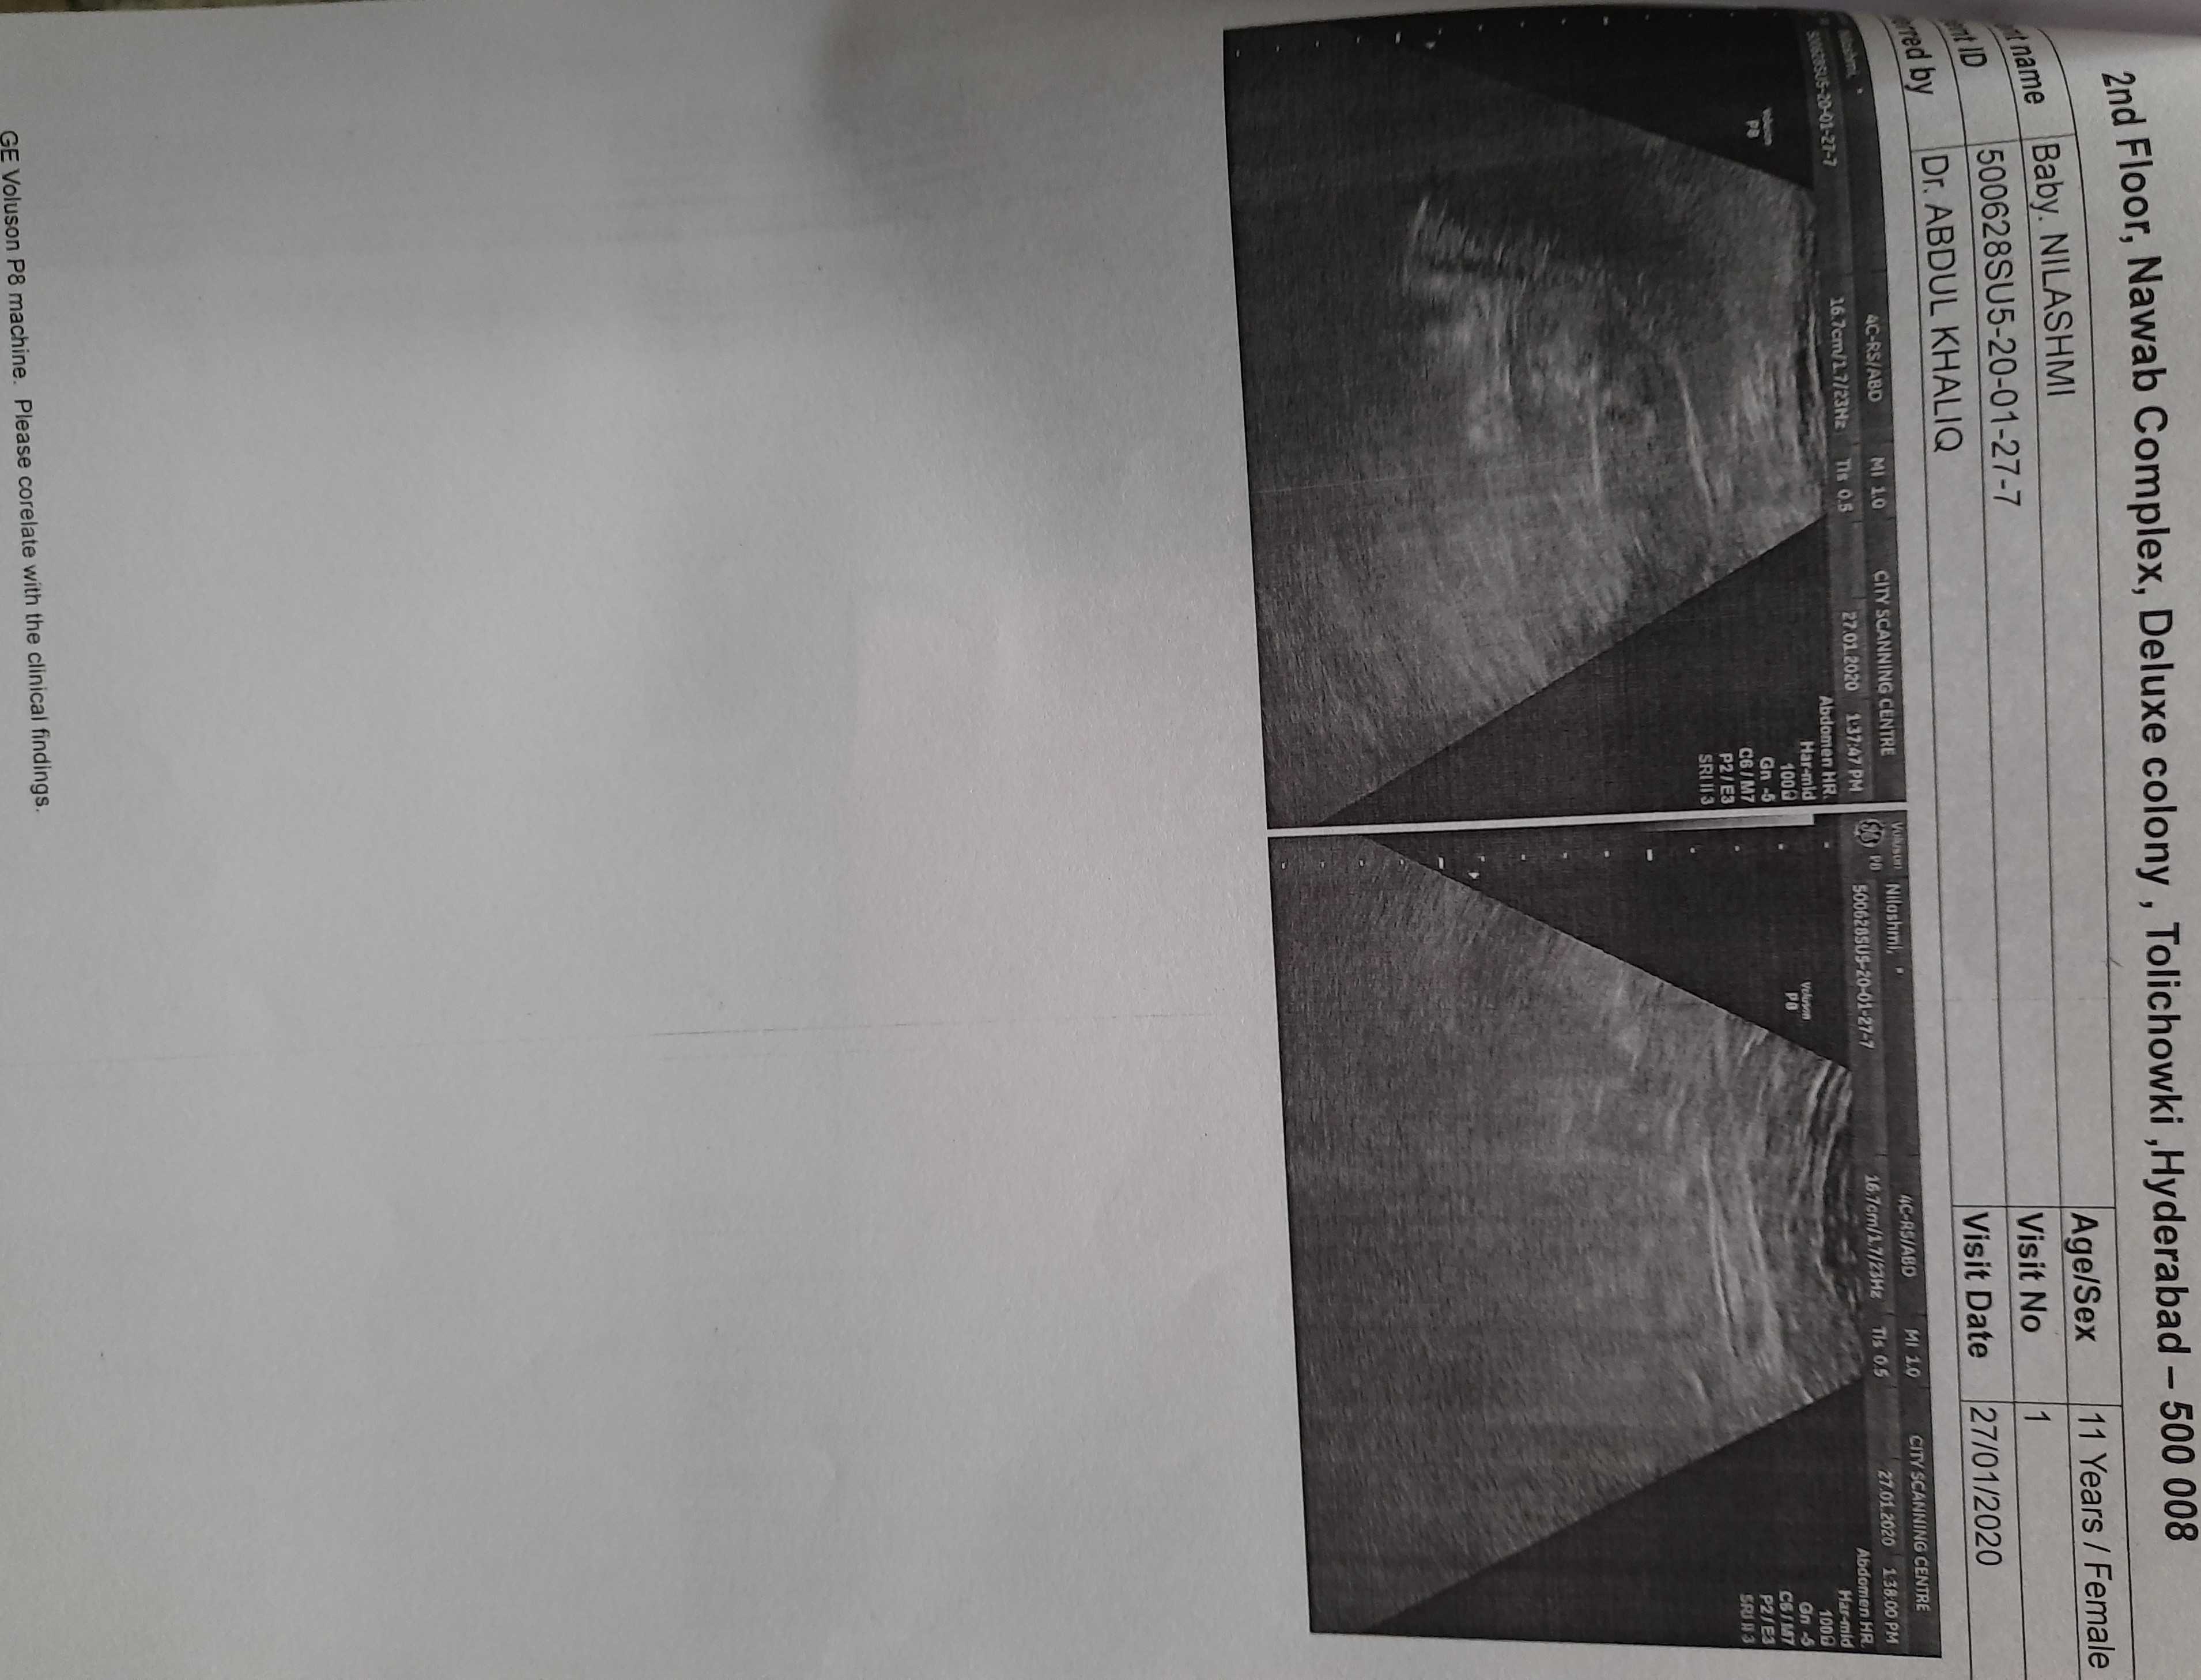 2nd Floor, Nawab Complex, Deluxe colony , Tolichowki ,Hyderabad – 500 008
name Baby. NILASHMI Age/Sex 11 Years / Female
ID 500628SU5-20-01-27-7 Visit No 1
by Dr. ABDUL KHALIQ Visit Date 27/01/2020
Nilashmi, 4C-RS/ABD MI 1.0 CITY SCANNING CENTRE
500628SU5-20-01-27-7 16.7cm/1.7/23Hz TIs 0.5 27.01.2020 1:37:47 PM
Voluson
P8
Abdomen HR.
Har-mid
100
Gn -5
C6 / M7
P2 / E3
SRI II 3
Voluson
P8
Nilashmi, 4C-RS/ABD MI 1.0 CITY SCANNING CENTRE
500628SU5-20-01-27-7 16.7cm/1.7/23Hz TIs 0.5 27.01.2020 1:38:00 PM
Voluson
P8
Abdomen HR.
Har-mid
100
Gn -5
C6 / M7
P2 / E3
SRI II 3
GE Voluson P8 machine. Please corelate with the clinical findings.